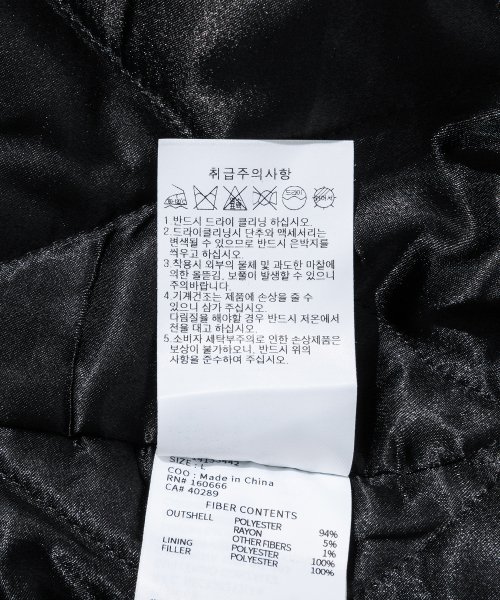 취급주의사항
드라이
1. 반드시 드라이 클리닝 하십시오.
2. 드라이클리닝시 단추와 액세서리는
변색될 수 있으므로 반드시 은박지를
씌우고 하십시오.
3. 착용시 외부의 물체 및 과도한 마찰에
의한 올뜯김, 보풀이 발생할 수 있으니
주의바랍니다.
4. 기계건조는 제품에 손상을 줄 수
있으니 삼가 주십시오.
다림질을 해야할 경우 반드시 저온에서
천을 대고 하십시오.
5. 소비자 세탁부주의로 인한 손상제품은
보상이 불가하오니, 반드시 위의
사항을 준수하여 주십시오.
SIZE : L
COO : Made in China
RN# 160666
CA# 40289
FIBER CONTENTS
OUTSHELL POLYESTER 94%
RAYON 5%
OTHER FIBERS 1%
LINING POLYESTER 100%
FILLER POLYESTER 100%